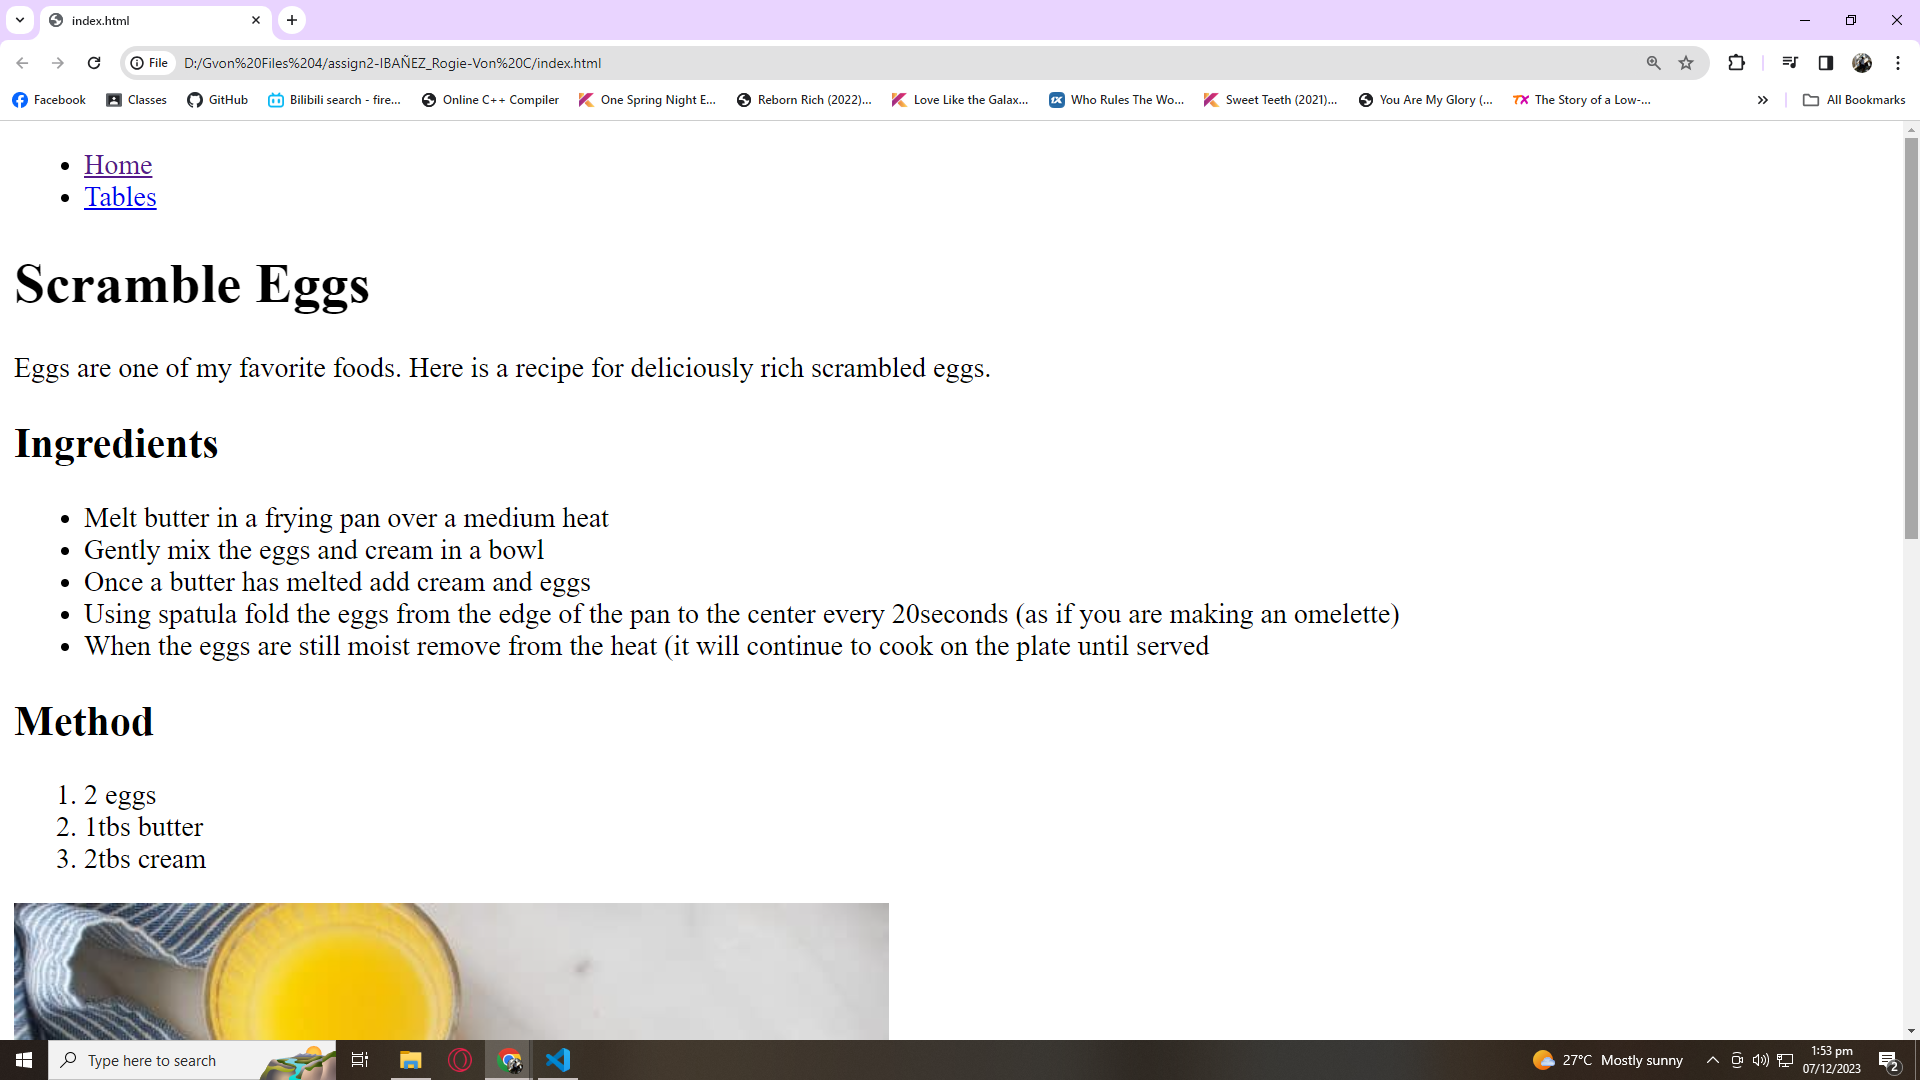 index.html
File
D:/Gvon%20Files%204/assign2-IBAÑEZ_Rogie-Von%20C/index.html
Facebook Classes GitHub Bilibili search - fire... Online C++ Compiler One Spring Night E... Reborn Rich (2022)... Love Like the Galax... Who Rules The Wo... Sweet Teeth (2021)... You Are My Glory (... The Story of a Low-... » All Bookmarks
• Home
• Tables
Scramble Eggs
Eggs are one of my favorite foods. Here is a recipe for deliciously rich scrambled eggs.
Ingredients
• Melt butter in a frying pan over a medium heat
• Gently mix the eggs and cream in a bowl
• Once a butter has melted add cream and eggs
• Using spatula fold the eggs from the edge of the pan to the center every 20seconds (as if you are making an omelette)
• When the eggs are still moist remove from the heat (it will continue to cook on the plate until served
Method
1. 2 eggs
2. 1tbs butter
3. 2tbs cream
Type here to search
27°C Mostly sunny
1:53 pm
07/12/2023
2